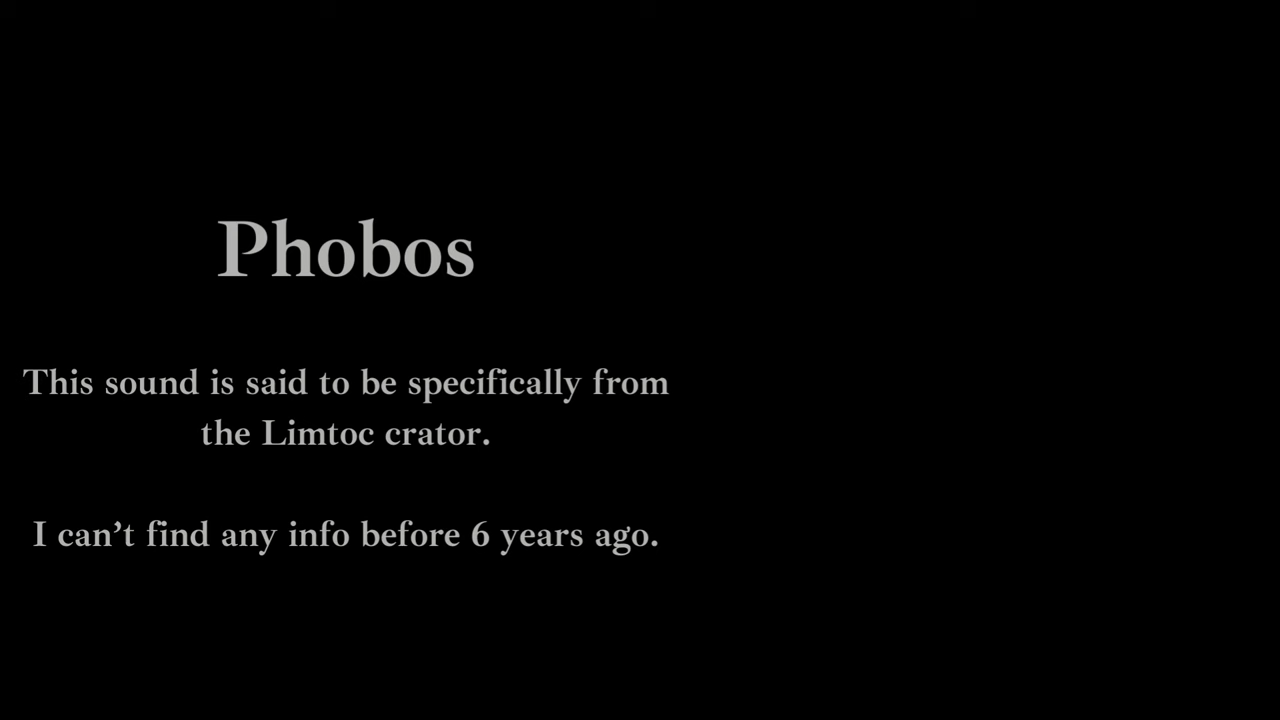 Phobos
This sound is said to be specifically from
the Limtoc crator.
I can’t find any info before 6 years ago.